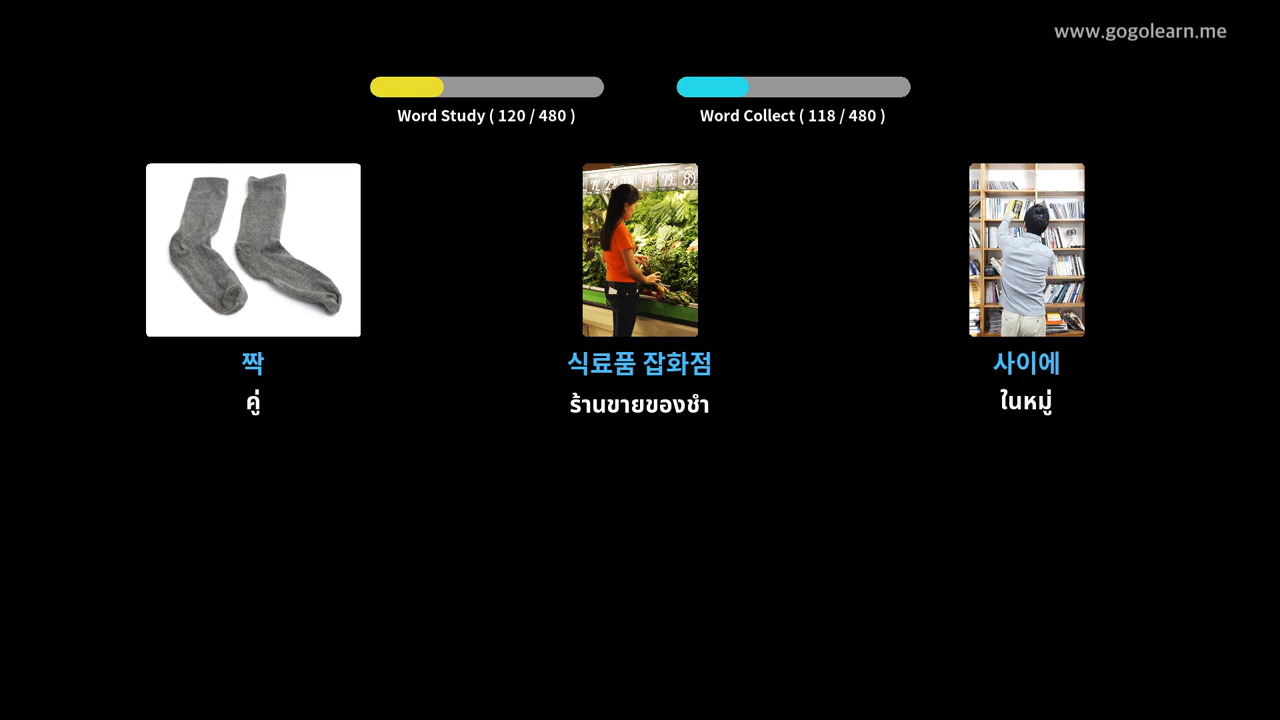 www.gogolearn.me
Word Study ( 120 / 480 )
Word Collect ( 118 / 480 )
짝
คู่
식료품 잡화점
ร้านขายของชำ
사이에
ในหมู่